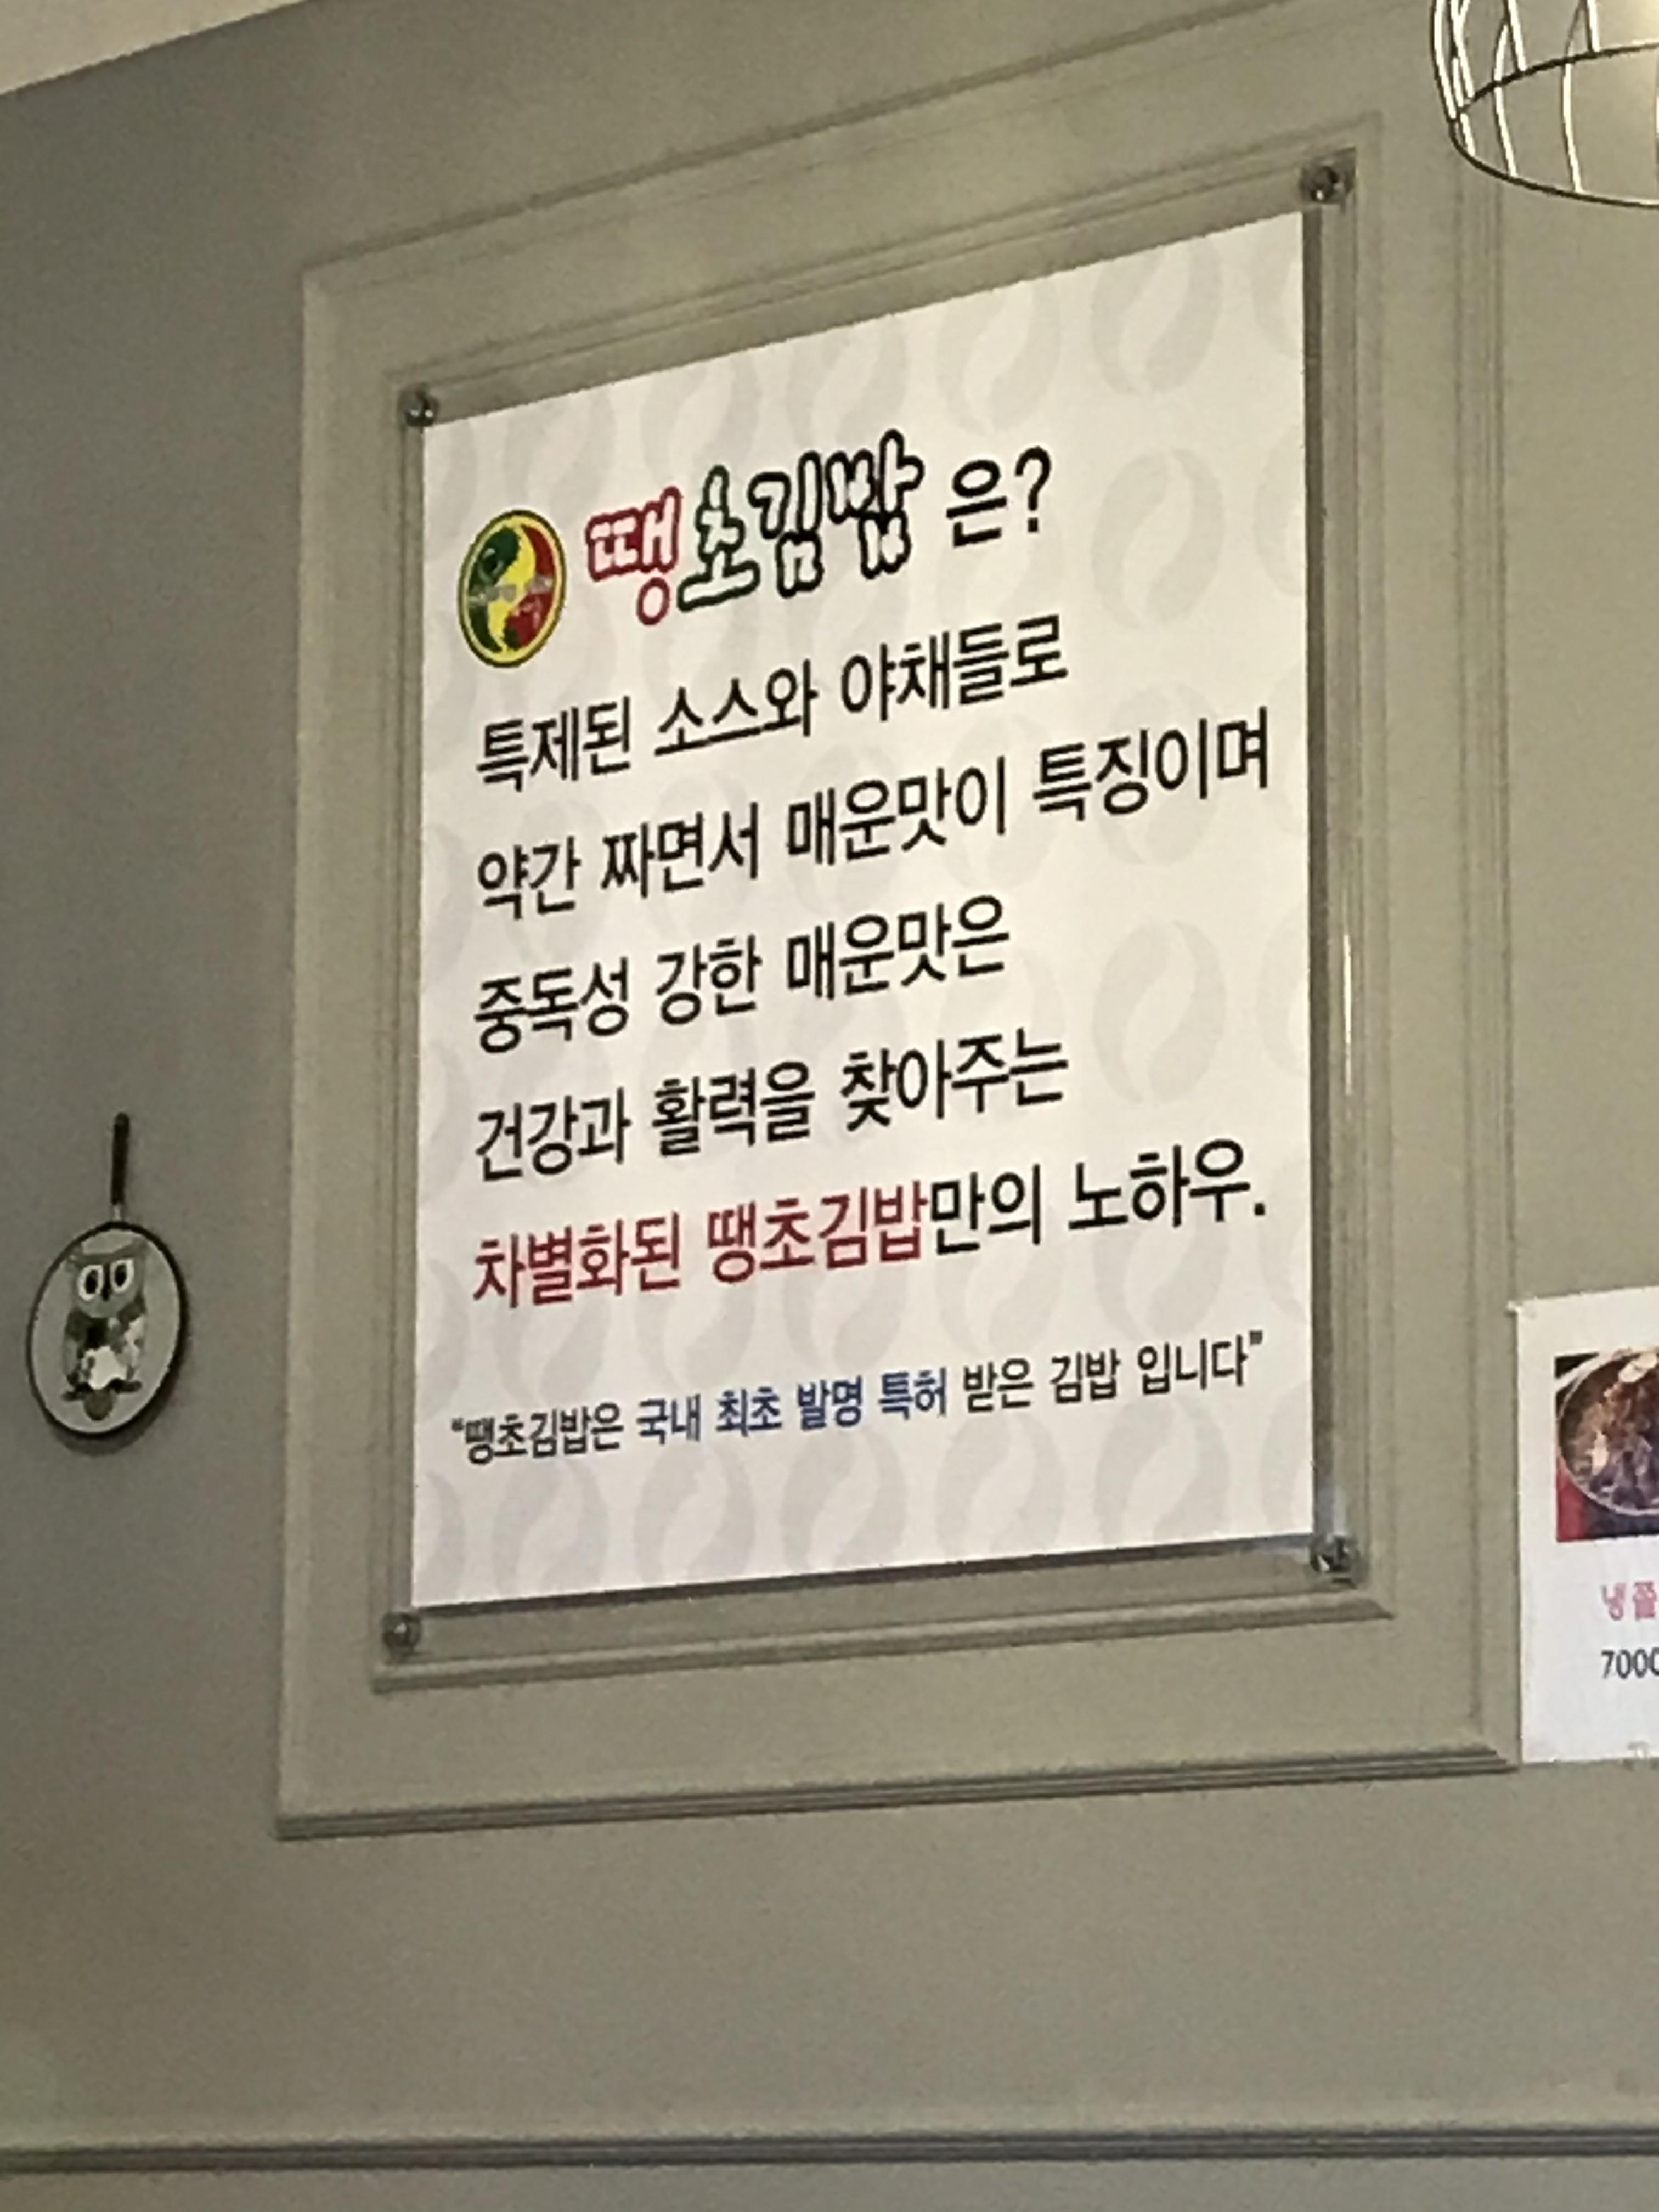 땡초김밥 은?
특제된 소스와 야채들로
약간 짜면서 매운맛이 특징이며
중독성 강한 매운맛은
건강과 활력을 찾아주는
차별화된 땡초김밥만의 노하우.
“땡초김밥은 국내 최초 발명 특허 받은 김밥 입니다”
냉쫄
7000